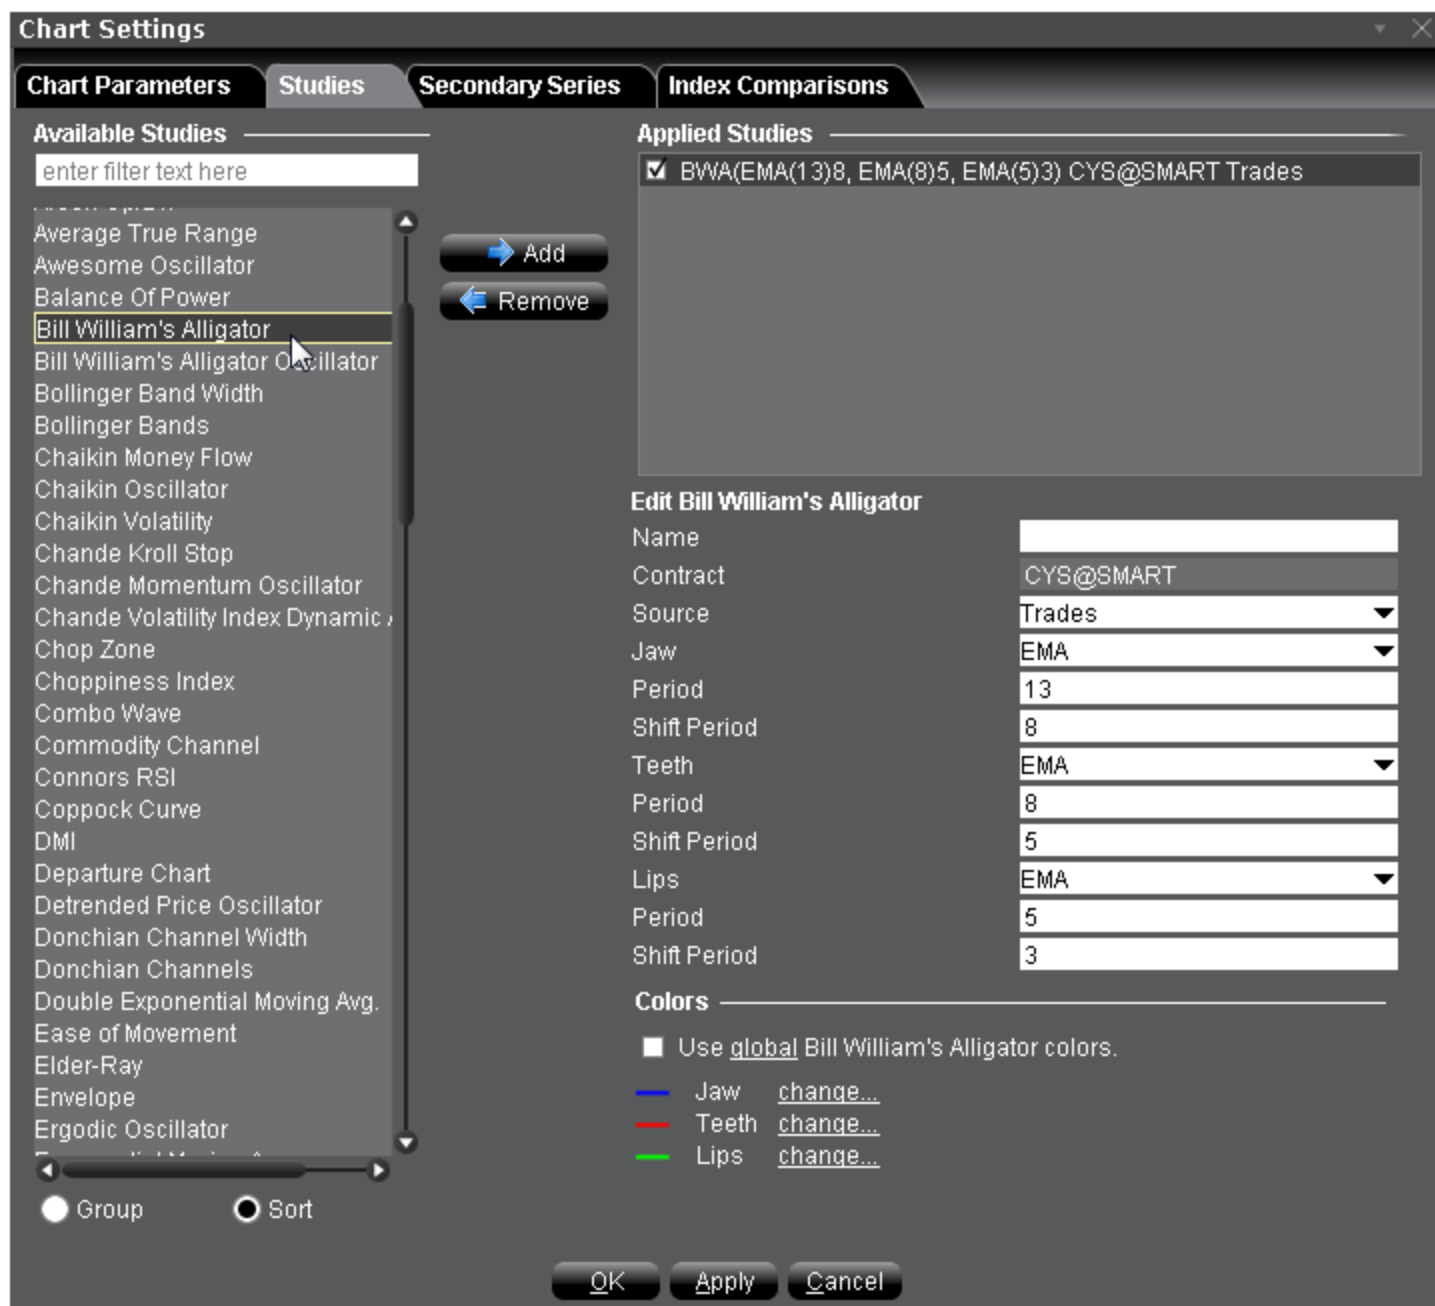 Chart Settings
Chart Parameters Studies Secondary Series Index Comparisons
Available Studies
enter filter text here
Average True Range
Awesome Oscillator
Balance Of Power
Bill William's Alligator
Bill William's Alligator Oscillator
Bollinger Band Width
Bollinger Bands
Chaikin Money Flow
Chaikin Oscillator
Chaikin Volatility
Chande Kroll Stop
Chande Momentum Oscillator
Chande Volatility Index Dynamic
Chop Zone
Choppiness Index
Combo Wave
Commodity Channel
Connors RSI
Coppock Curve
DMI
Departure Chart
Detrended Price Oscillator
Donchian Channel Width
Donchian Channels
Double Exponential Moving Avg.
Ease of Movement
Elder-Ray
Envelope
Ergodic Oscillator
Group Sort
Add
Remove
Applied Studies
BWA(EMA(13)8, EMA(8)5, EMA(5)3) CYS@SMART Trades
Edit Bill William's Alligator
Name
Contract CYS@SMART
Source Trades
Jaw EMA
Period 13
Shift Period 8
Teeth EMA
Period 8
Shift Period 5
Lips EMA
Period 5
Shift Period 3
Colors
Use global Bill William's Alligator colors.
Jaw change...
Teeth change...
Lips change...
OK Apply Cancel